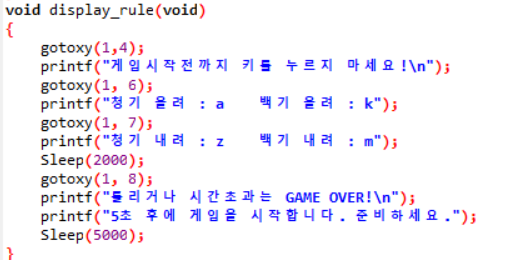 void display_rule(void)
{
gotoxy(1,4);
printf("게임시작전까지 키를 누르지 마세요!\n");
gotoxy(1, 6);
printf("청기 올려 : a    백기 올려 : k");
gotoxy(1, 7);
printf("청기 내려 : z    백기 내려 : m");
Sleep(2000);
gotoxy(1, 8);
printf("틀리거나 시간초과는 GAME OVER!\n");
printf("5초 후에 게임을 시작합니다. 준비하세요.");
Sleep(5000);
}